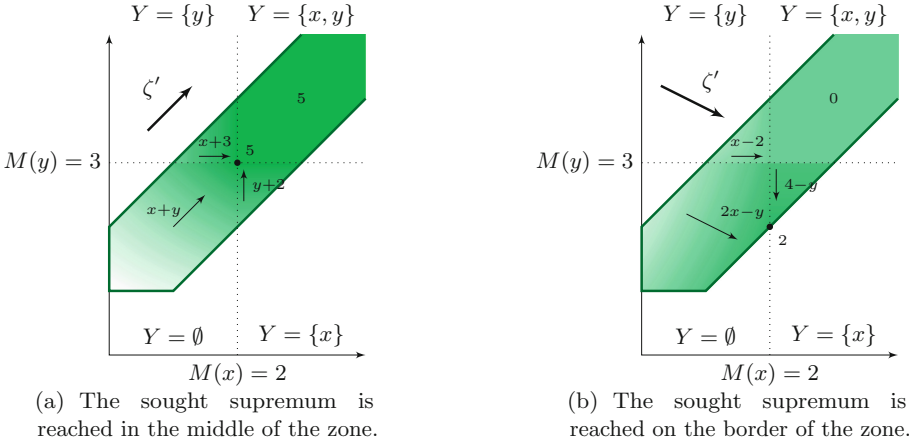 Y = {y} Y = {x, y}
ζ′
5
x+3
5
M(y) = 3
y+2
x+y
Y = ∅ Y = {x}
M(x) = 2
(a) The sought supremum is
reached in the middle of the zone.
Y = {y} Y = {x, y}
ζ′
0
x−2
M(y) = 3
4−y
2x−y
2
Y = ∅ Y = {x}
M(x) = 2
(b) The sought supremum is
reached on the border of the zone.